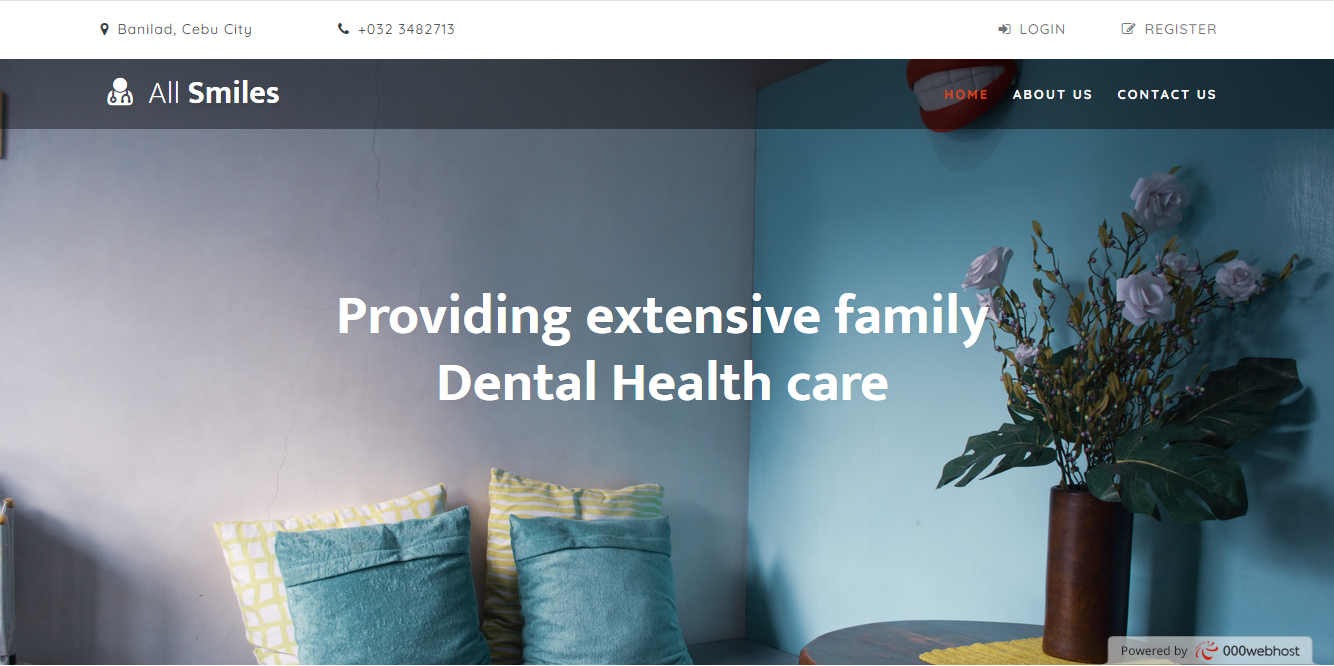 Banilad, Cebu City
+032 3482713
LOGIN
REGISTER
All Smiles
HOME
ABOUT US
CONTACT US
Providing extensive family
Dental Health care
Powered by 000webhost